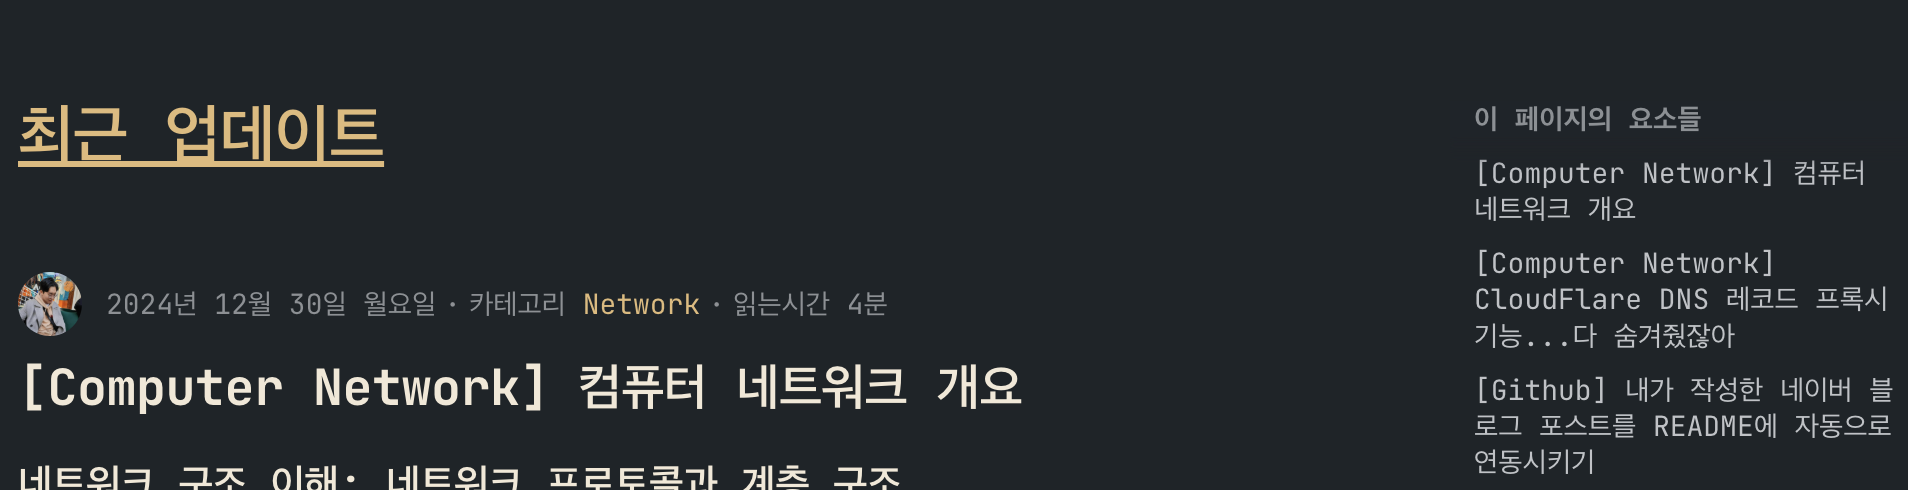 최근 업데이트
2024년 12월 30일 월요일 · 카테고리 Network · 읽는시간 4분
[Computer Network] 컴퓨터 네트워크 개요
네트워크 구조 이해: 네트워크 프로토콜과 계층 구조
이 페이지의 요소들
[Computer Network] 컴퓨터
네트워크 개요
[Computer Network]
CloudFlare DNS 레코드 프록시
기능...다 숨겨줬잖아
[Github] 내가 작성한 네이버 블
로그 포스트를 README에 자동으로
연동시키기